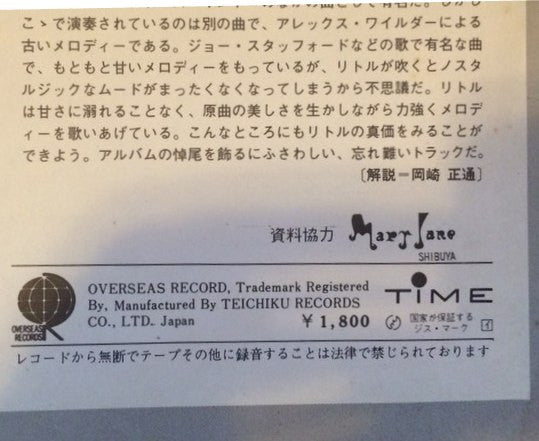 こゝで演奏されているのは別の曲で、アレックス・ワイルダーによる
古いメロディーである。ジョー・スタッフォードなどの歌で有名な曲
で、もともと甘いメロディーをもっているが、リトルが吹くとノスタ
ルジックなムードがまったくなくなってしまうから不思議だ。リトル
は甘さに溺れることなく、原曲の美しさを生かしながら力強くメロデ
ィーを歌いあげている。こんなところにもリトルの真価をみることが
できよう。アルバムの悼尾を飾るにふさわしい、忘れ難いトラックだ。
〔解説=岡崎 正通〕
資料協力 Mary Jane
SHIBUYA
OVERSEAS RECORD, Trademark Registered
By, Manufactured By TEICHIKU RECORDS
CO., LTD. Japan ¥1,800
OVERSEAS
RECORDS
TIME
国家が保証する
ジス・マーク イ
レコードから無断でテープその他に録音することは法律で禁じられております